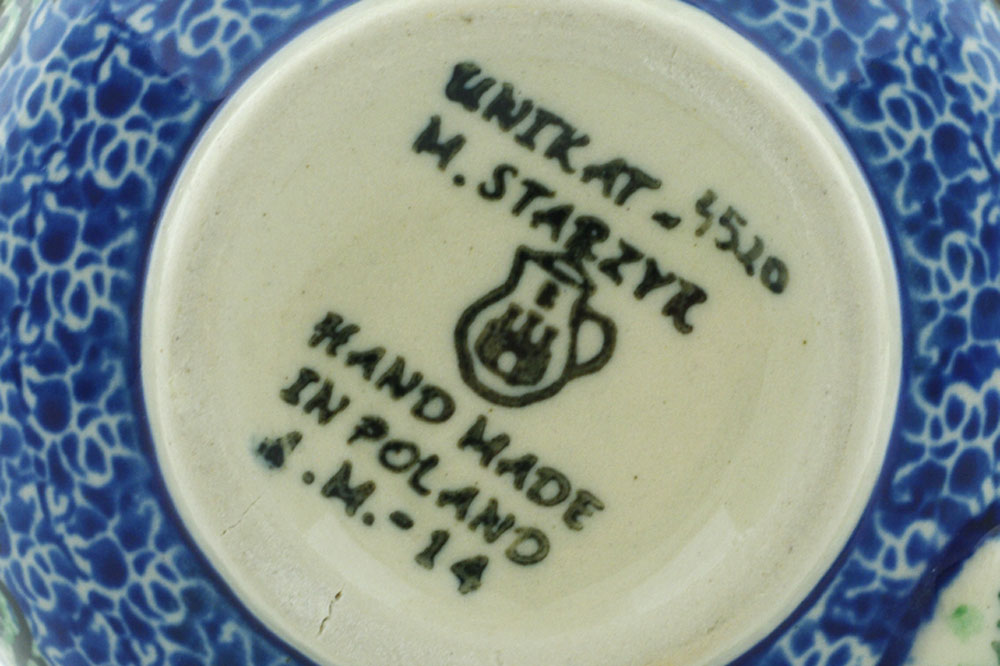 UNIKAT - 4520
M. STARZYK
HAND MADE
IN POLAND
A.M.-14